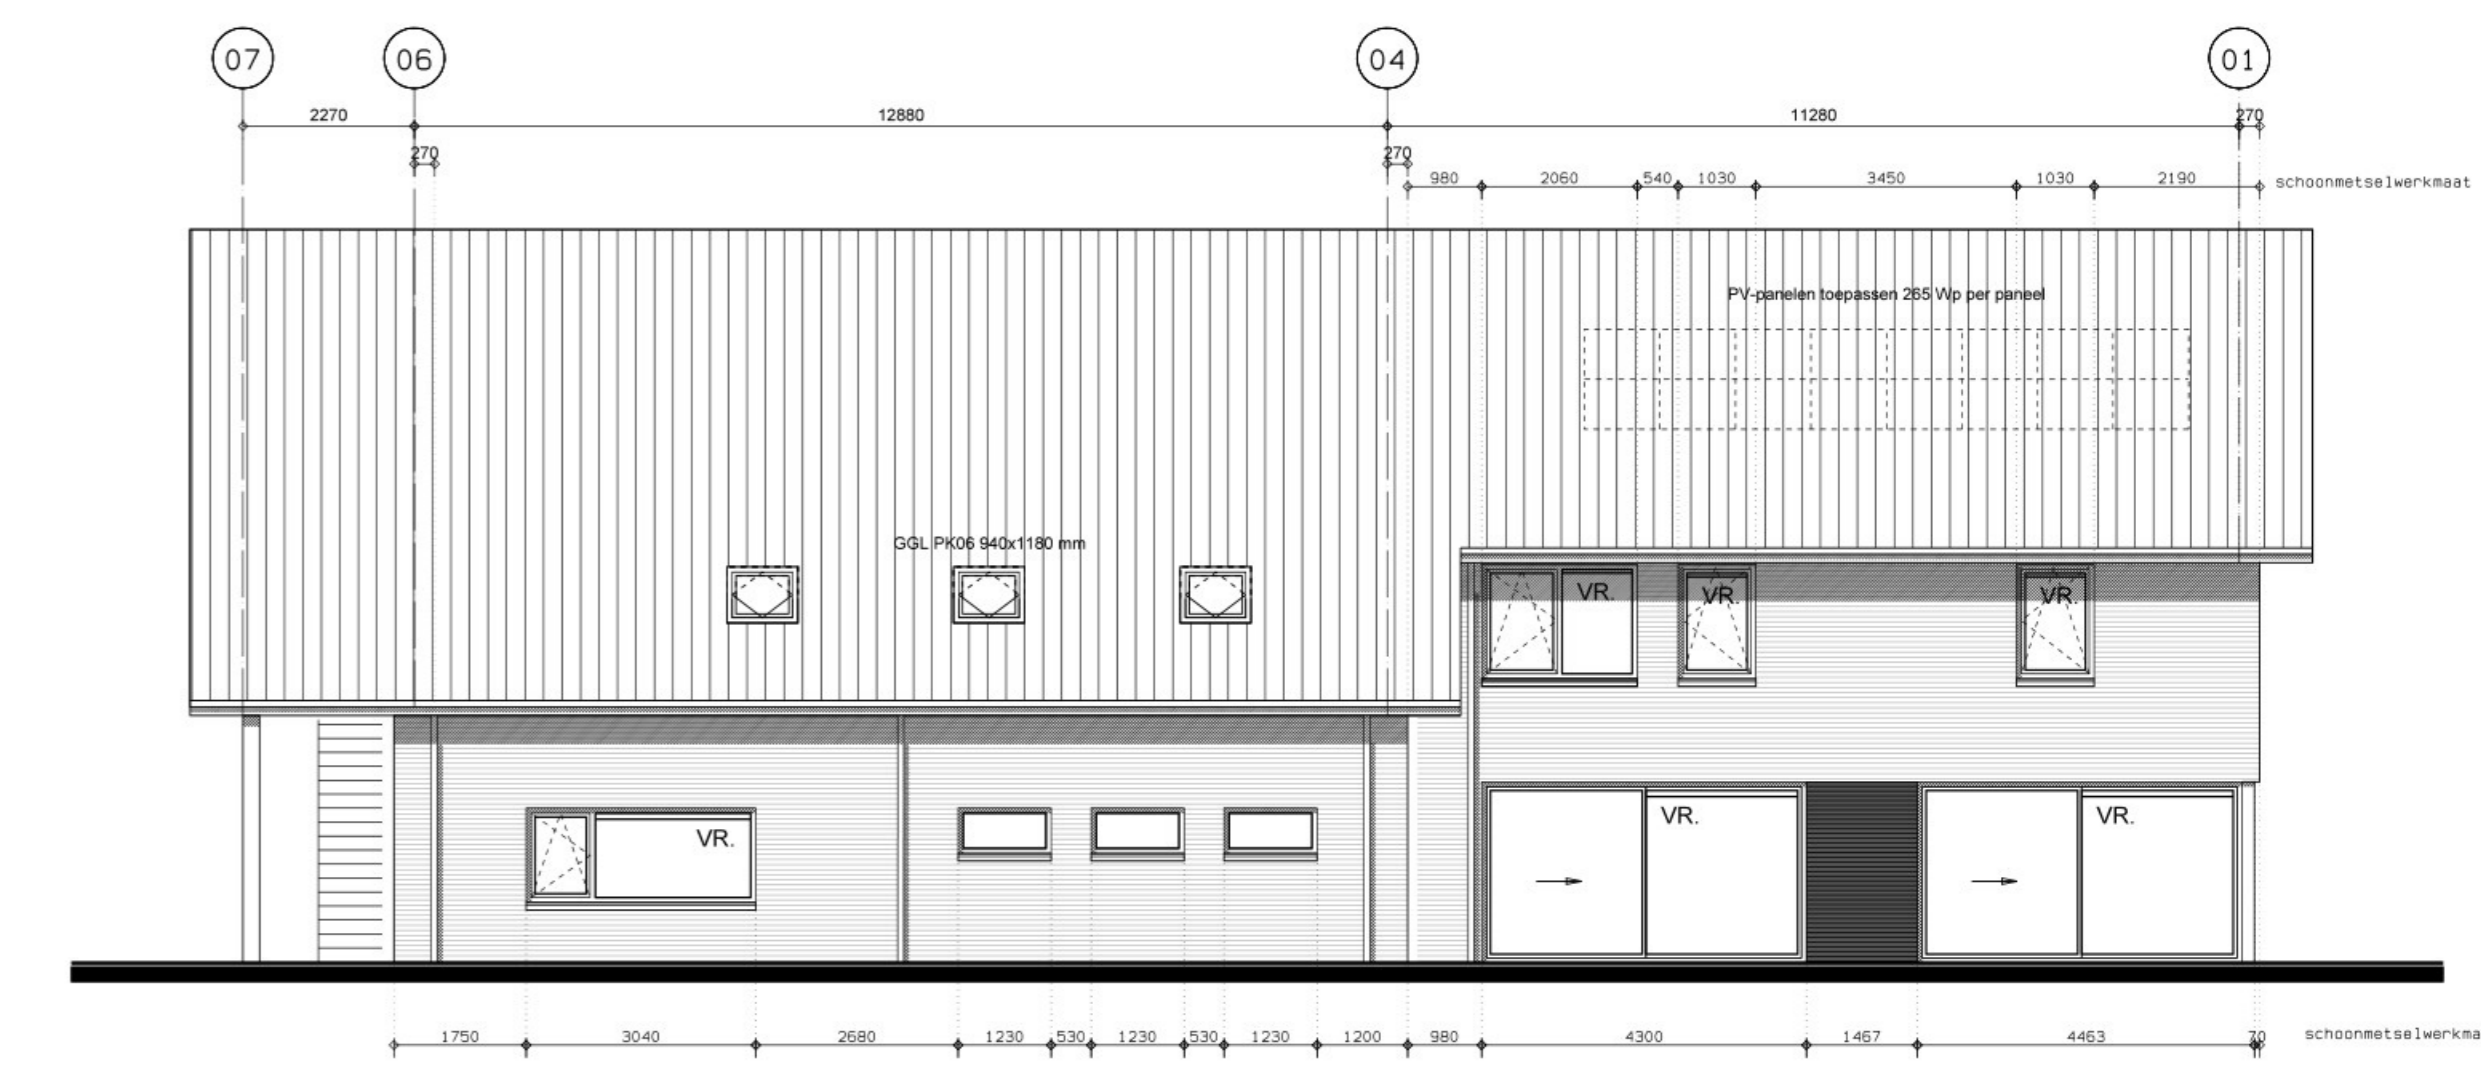 07 06 04 01
2270 12880 11280 270
270 270
980 2060 540 1030 3450 1030 2190 schoonmetselwerkmaat
PV-panelen toepassen 265 Wp per paneel
GGL PK06 940x1180 mm
VR. VR. VR.
VR. VR. VR.
1750 3040 2680 1230 530 1230 530 1230 1200 980 4300 1467 4463 70 schoonmetselwerkma